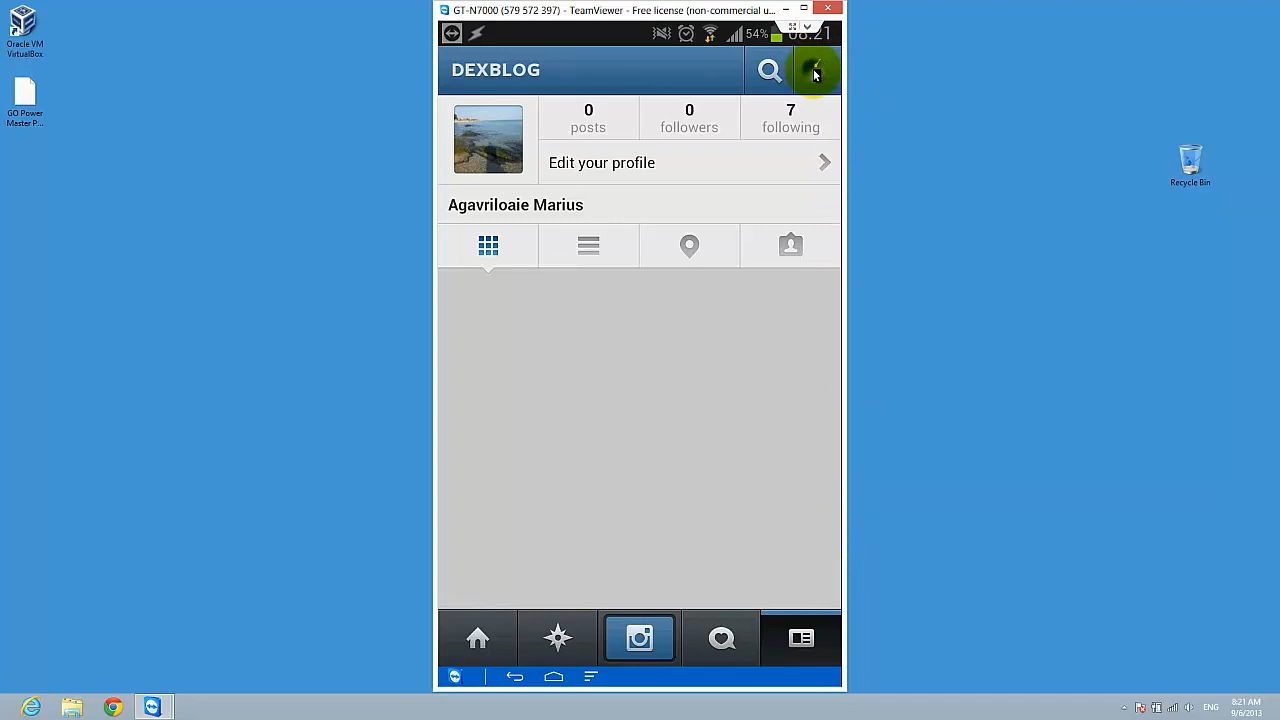 GT-N7000 (579 572 397) - TeamViewer - Free license (non-commercial u...
Oracle VM
VirtualBox
GO Power
Master P...
54%
08:21
DEXBLOG
0
posts
0
followers
7
following
Edit your profile
Agavriloaie Marius
Recycle Bin
ENG
8:21 AM
9/6/2013